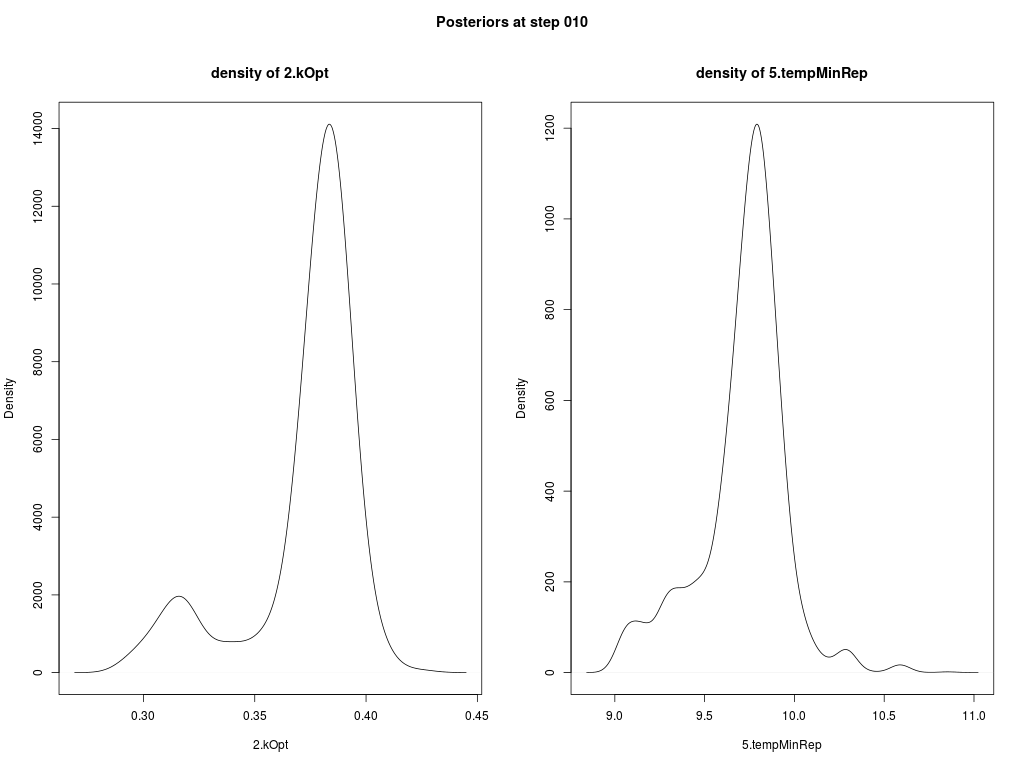 Posteriors at step 010
density of 2.kOpt
Density
14000
12000
10000
8000
6000
4000
2000
0
0.30 0.35 0.40 0.45
2.kOpt
density of 5.tempMinRep
Density
1200
1000
800
600
400
200
0
9.0 9.5 10.0 10.5 11.0
5.tempMinRep